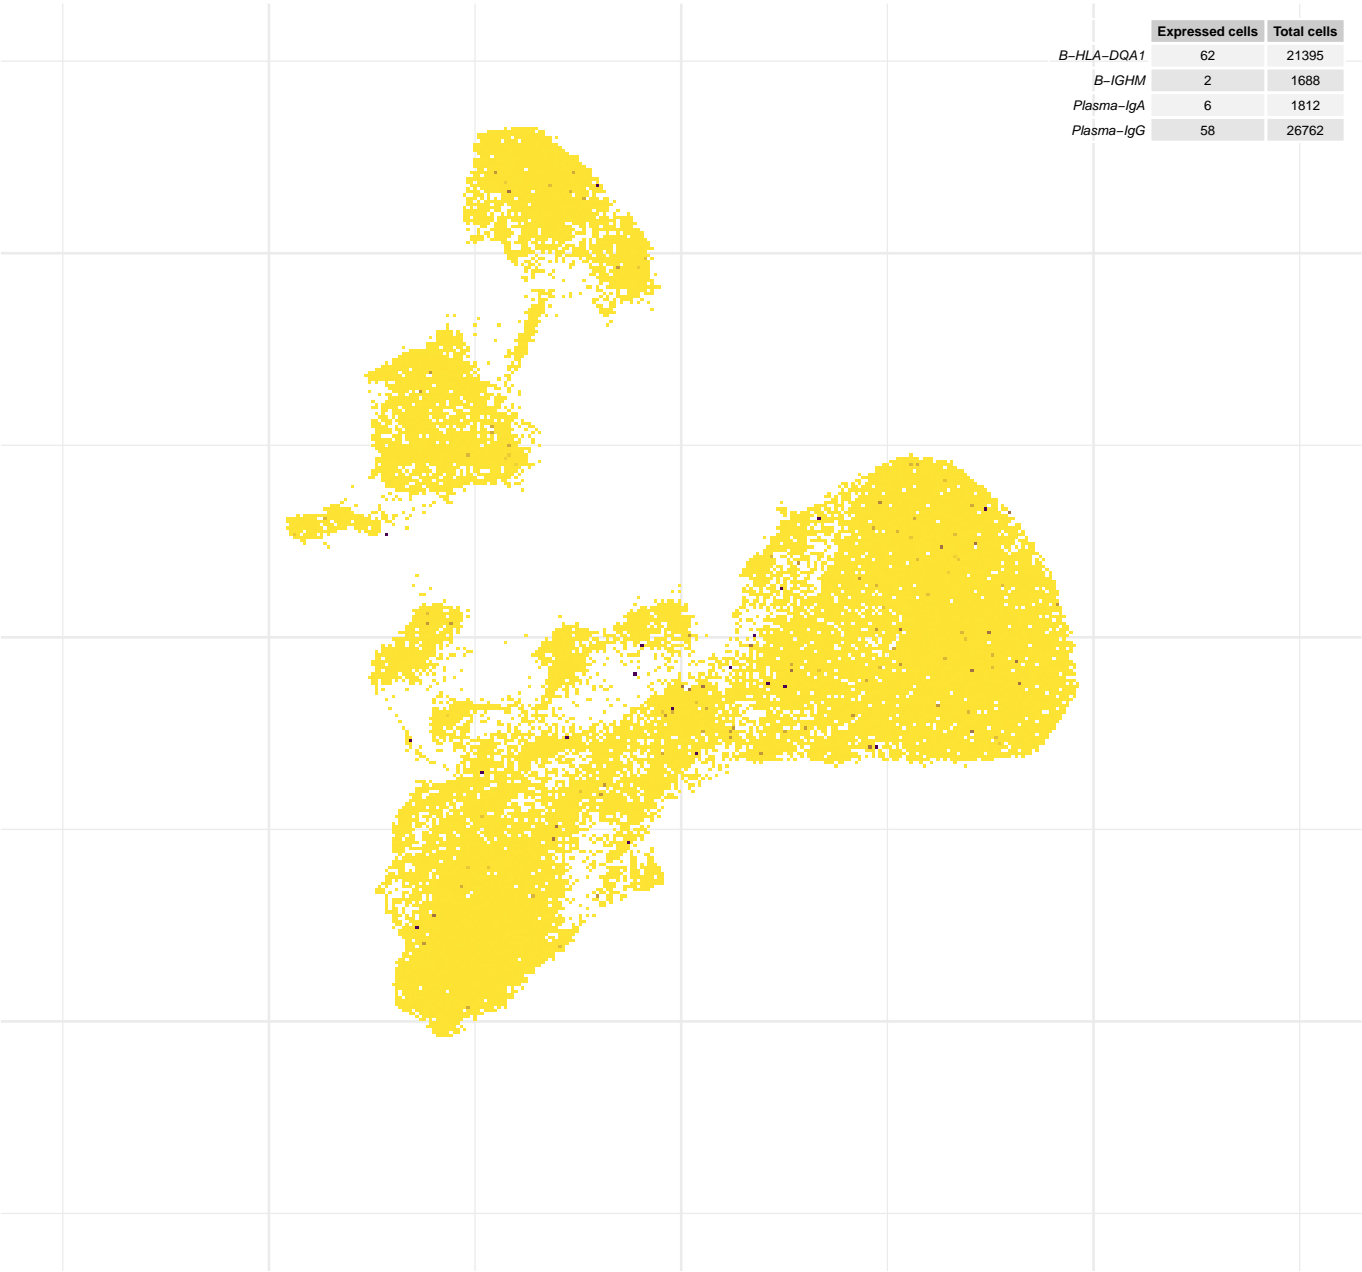 Expressed cells Total cells
B−HLA−DQA1 62 21395
B−IGHM 2 1688
Plasma−IgA 6 1812
Plasma−IgG 58 26762